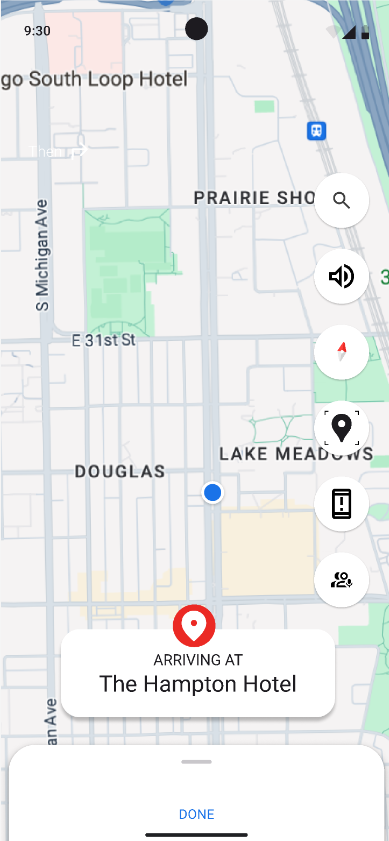 9:30
go South Loop Hotel
Then
PRAIRIE SHO
S Michigan Ave
3
E 31st St
LAKE MEADOWS
DOUGLAS
ARRIVING AT
The Hampton Hotel
an Ave
DONE